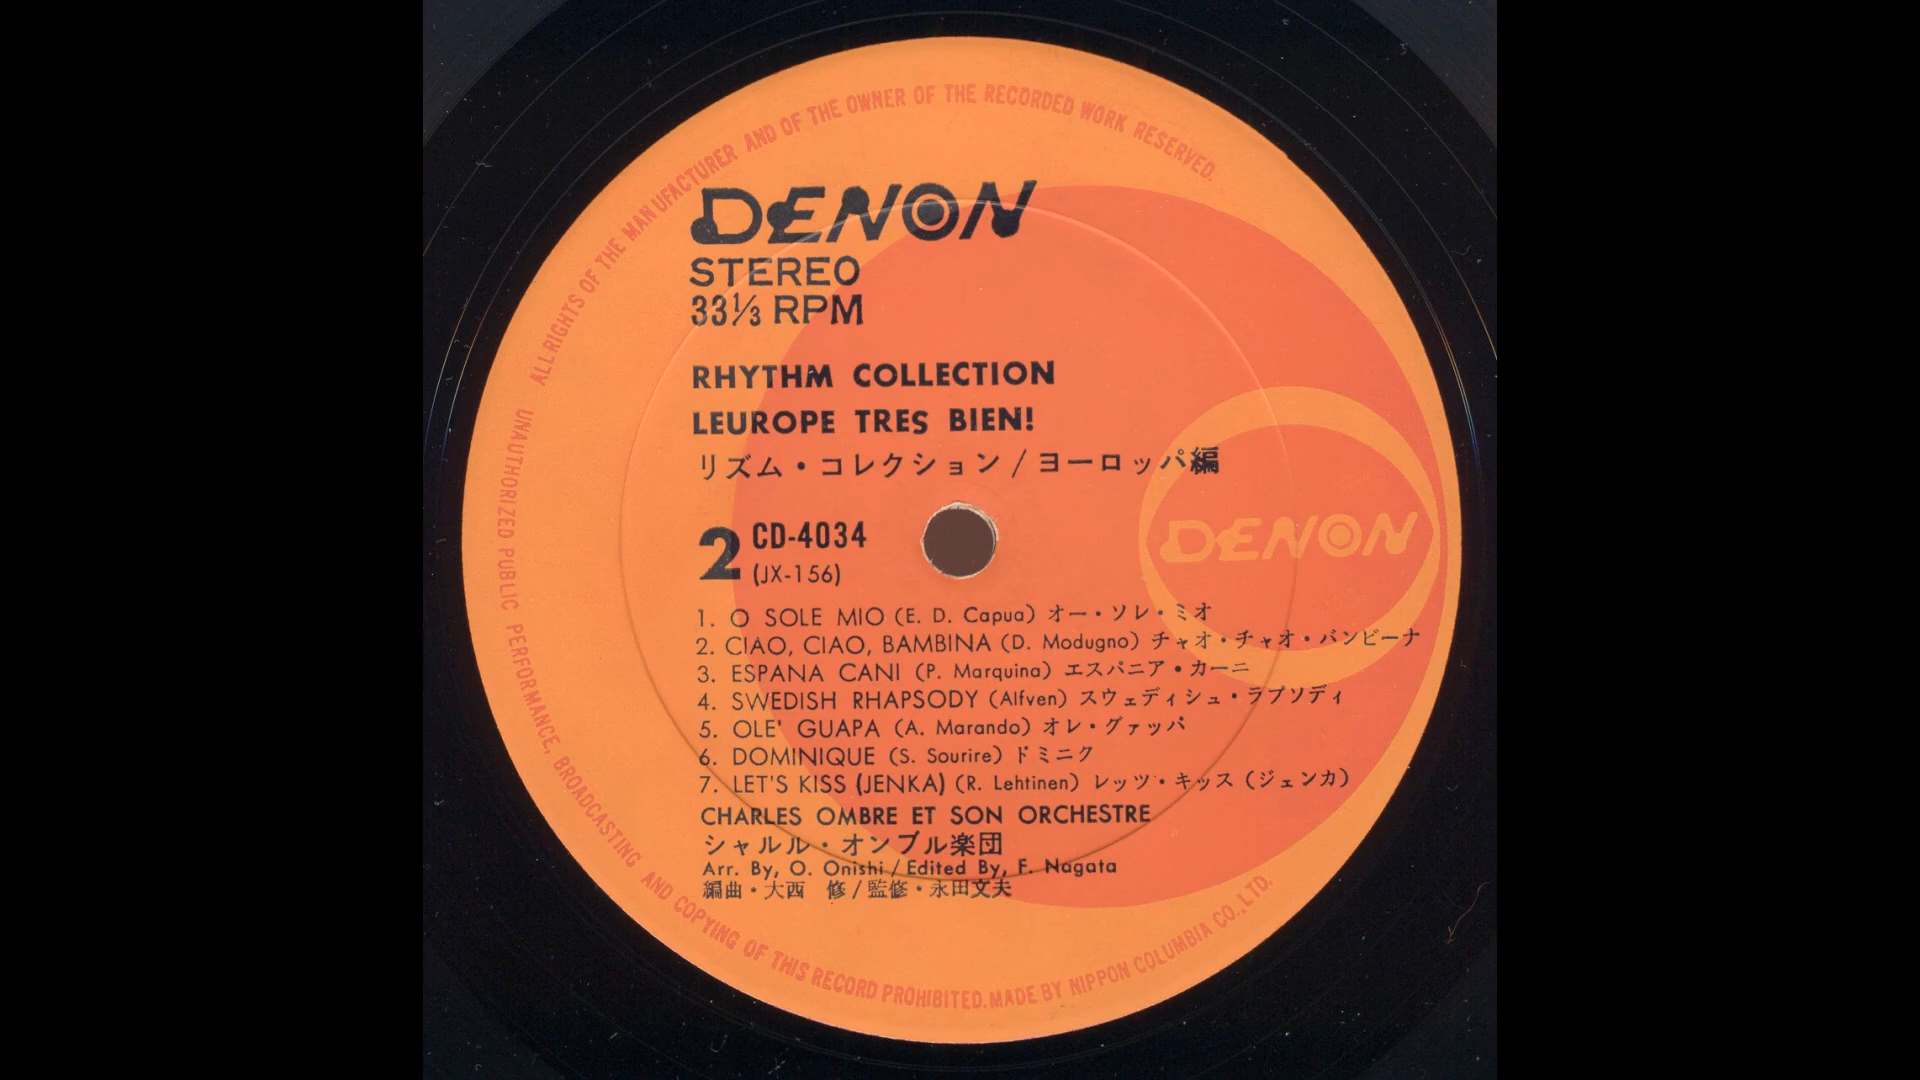 ALL RIGHTS OF THE MANUFACTURER AND OF THE OWNER OF THE RECORDED WORK RESERVED.
DENON
STEREO
33⅓ RPM
RHYTHM COLLECTION
LEUROPE TRES BIEN!
リズム・コレクション/ヨーロッパ編
2 CD-4034
(JX-156)
DENON
1. O SOLE MIO (E. D. Capua) オー・ソレ・ミオ
2. CIAO, CIAO, BAMBINA (D. Modugno) チャオ・チャオ・バンビーナ
3. ESPANA CANI (P. Marquina) エスパニア・カーニ
4. SWEDISH RHAPSODY (Alfven) スウェディシュ・ラプソディ
5. OLE' GUAPA (A. Marando) オレ・グァッパ
6. DOMINIQUE (S. Sourire) ドミニク
7. LET'S KISS (JENKA) (R. Lehtinen) レッツ・キッス (ジェンカ)
CHARLES OMBRE ET SON ORCHESTRE
シャルル・オンブル楽団
Arr. By, O. Onishi / Edited By, F. Nagata
編曲・大西 修/監修・永田文夫
UNAUTHORIZED PUBLIC PERFORMANCE, BROADCASTING AND COPYING OF THIS RECORD PROHIBITED. MADE BY NIPPON COLUMBIA CO., LTD.